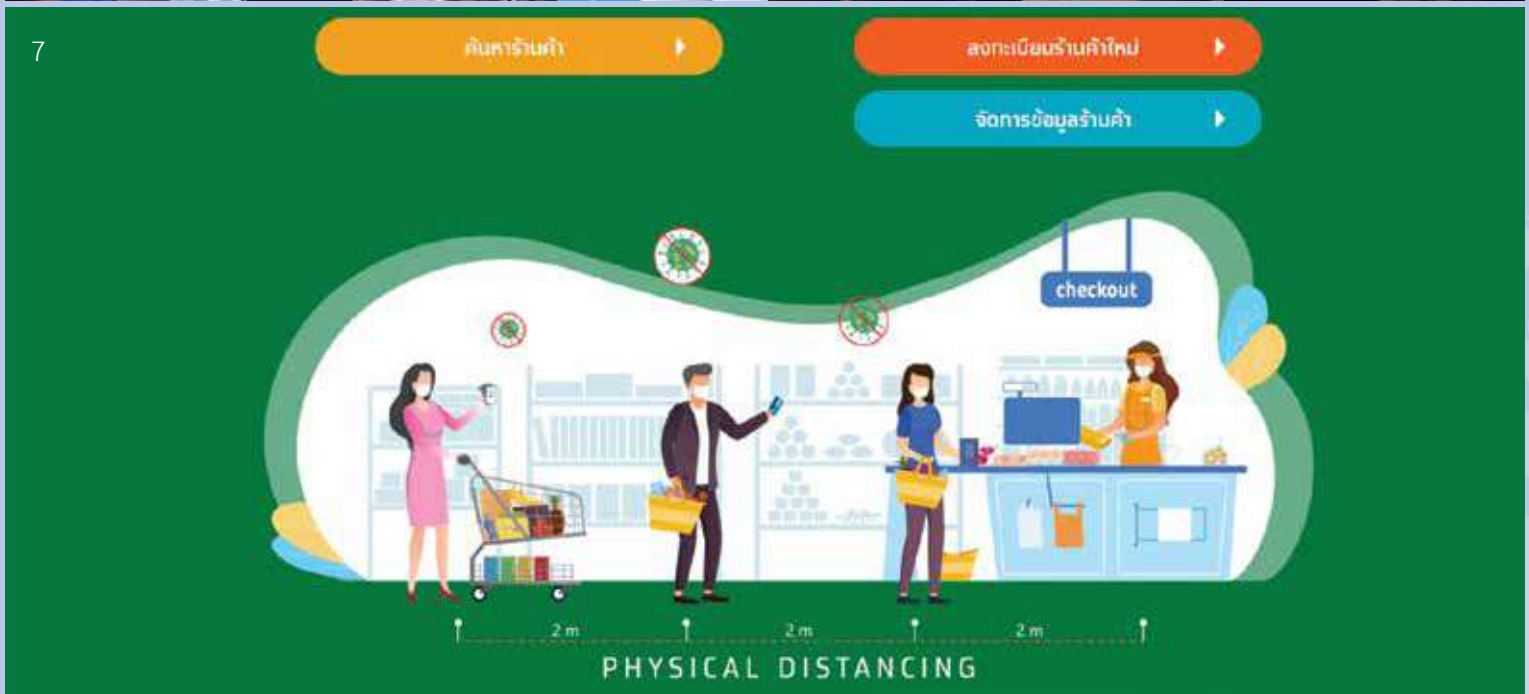 7
ค้นหาร้านค้า
ลงทะเบียนร้านค้าใหม่
จัดการข้อมูลร้านค้า
checkout
2 m
2 m
2 m
PHYSICAL DISTANCING